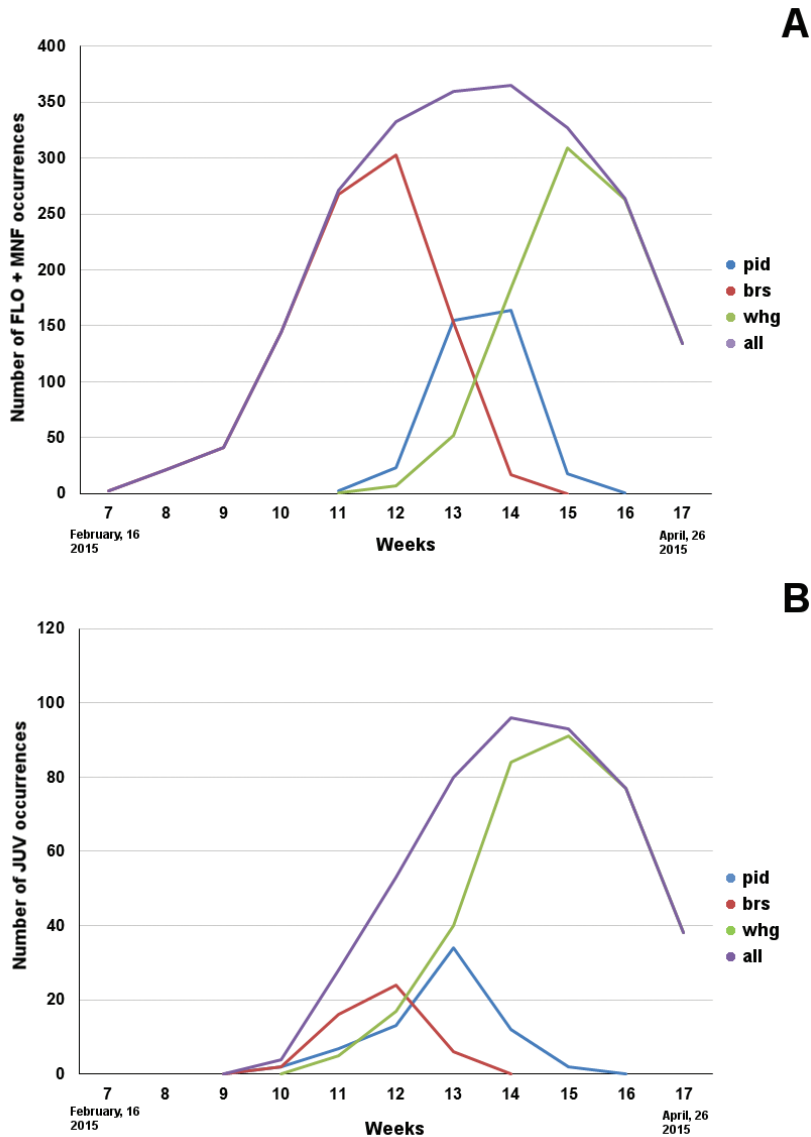 A
400
350
300
250
200
150
100
50
0
Number of FLO + MNF occurrences
7 8 9 10 11 12 13 14 15 16 17
February, 16
2015
Weeks
April, 26
2015
pid
brs
whg
all
B
120
100
80
60
40
20
0
Number of JUV occurrences
7 8 9 10 11 12 13 14 15 16 17
February, 16
2015
Weeks
April, 26
2015
pid
brs
whg
all